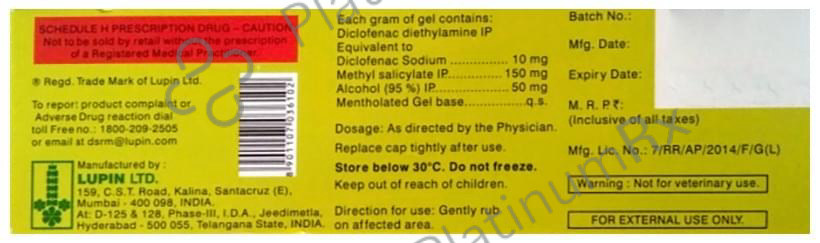 SCHEDULE H PRESCRIPTION DRUG – CAUTION
Not to be sold by retail without the prescription
of a Registered Medical Practitioner.
® Regd. Trade Mark of Lupin Ltd.
To report product complaint or
Adverse Drug reaction dial
toll Free no.: 1800-209-2505
or email at dsrm@lupin.com
8901107036102
Manufactured by :
LUPIN LTD.
159, C.S.T. Road, Kalina, Santacruz (E),
Mumbai - 400 098, INDIA.
At: D-125 & 128, Phase-III, I.D.A., Jeedimetla,
Hyderabad - 500 055, Telangana State, INDIA.
Each gram of gel contains:
Diclofenac diethylamine IP
Equivalent to
Diclofenac Sodium ............... 10 mg
Methyl salicylate IP.............. 150 mg
Alcohol (95 %) IP.................. 50 mg
Mentholated Gel base.............q.s.
Dosage: As directed by the Physician.
Replace cap tightly after use.
Store below 30°C. Do not freeze.
Keep out of reach of children.
Direction for use: Gently rub
on affected area.
Batch No.:
Mfg. Date:
Expiry Date:
M. R. P ₹:
(Inclusive of all taxes)
Mfg. Lic. No.: 7/RR/AP/2014/F/G(L)
Warning : Not for veterinary use.
FOR EXTERNAL USE ONLY.
Platinum Rx